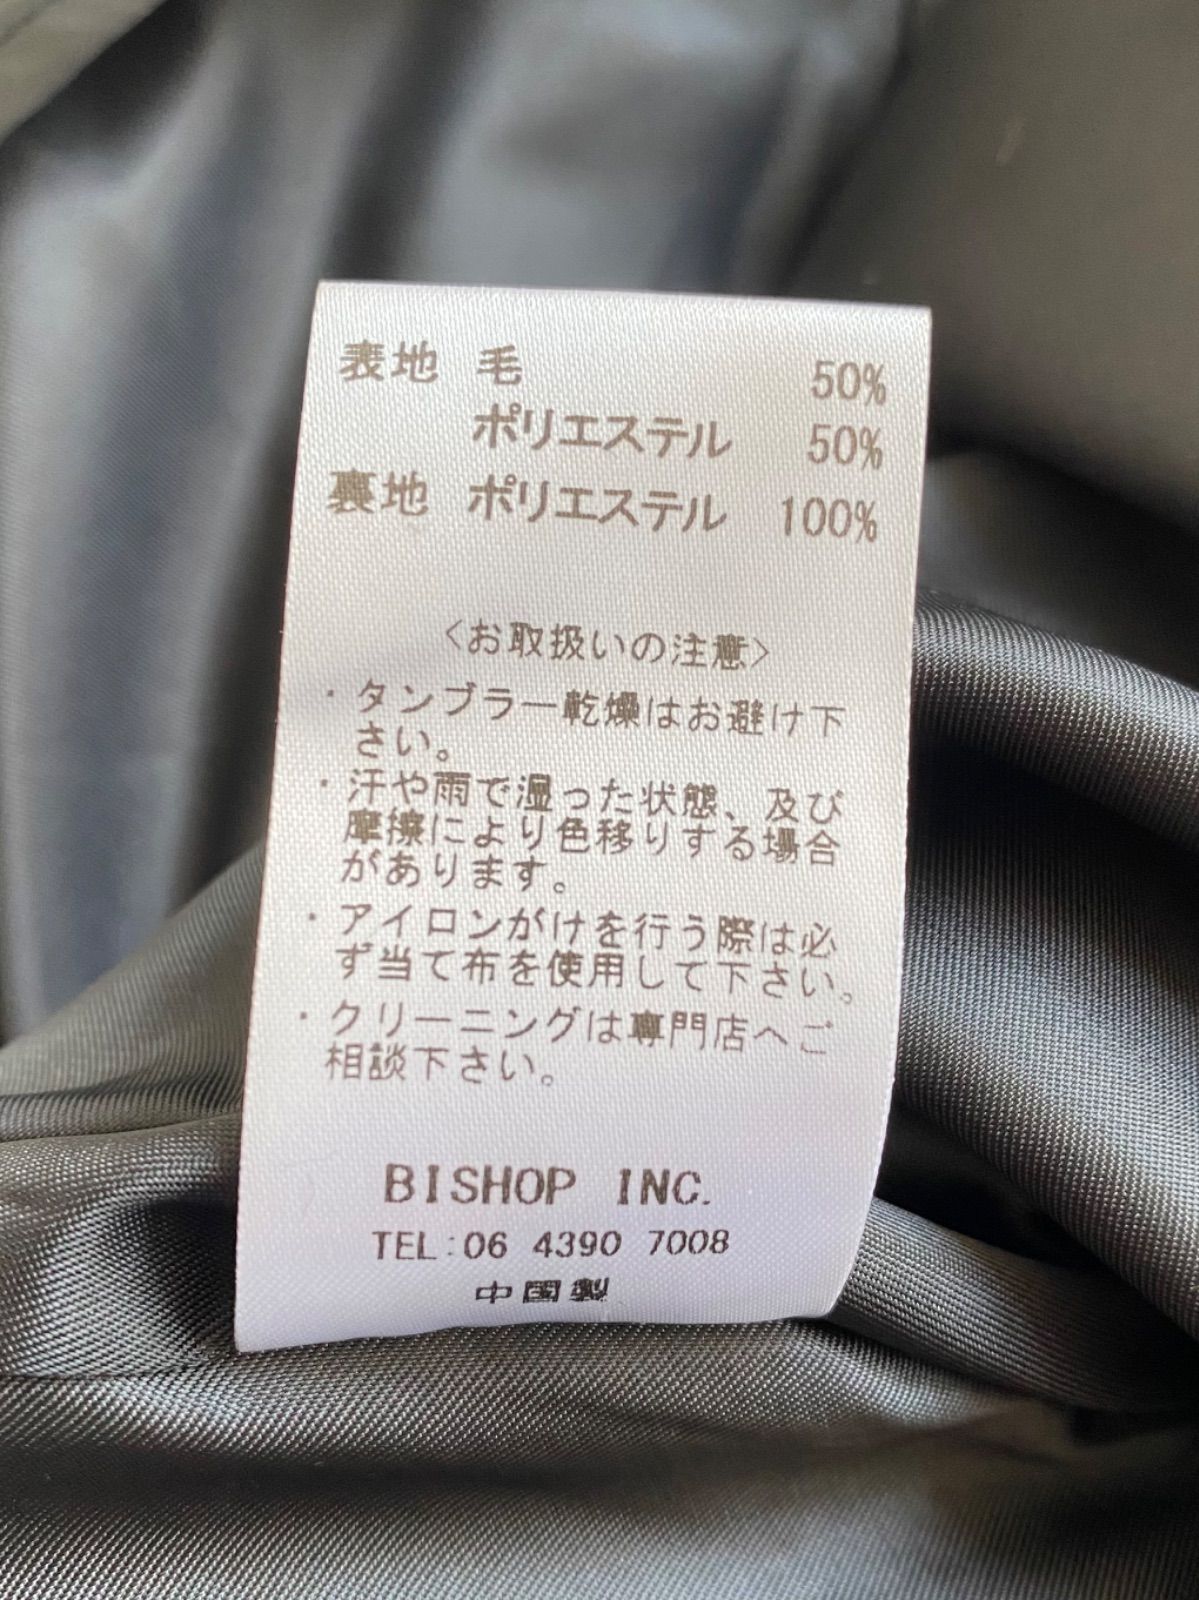 表地 毛 50%
ポリエステル 50%
裏地 ポリエステル 100%
〈お取扱いの注意〉
・タンブラー乾燥はお避け下
さい。
・汗や雨で湿った状態、及び
摩擦により色移りする場合
があります。
・アイロンがけを行う際は必
ず当て布を使用して下さい。
・クリーニングは専門店へご
相談下さい。
BISHOP INC.
TEL:06 4390 7008
中国製